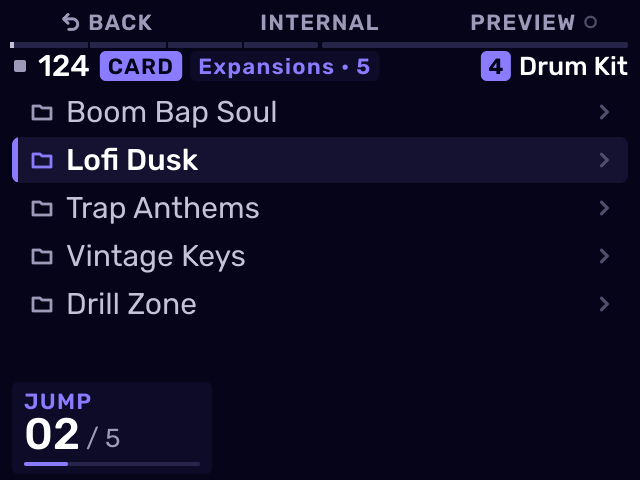 BACK INTERNAL PREVIEW
124 CARD Expansions • 5 4 Drum Kit
Boom Bap Soul
Lofi Dusk
Trap Anthems
Vintage Keys
Drill Zone
JUMP
02 / 5